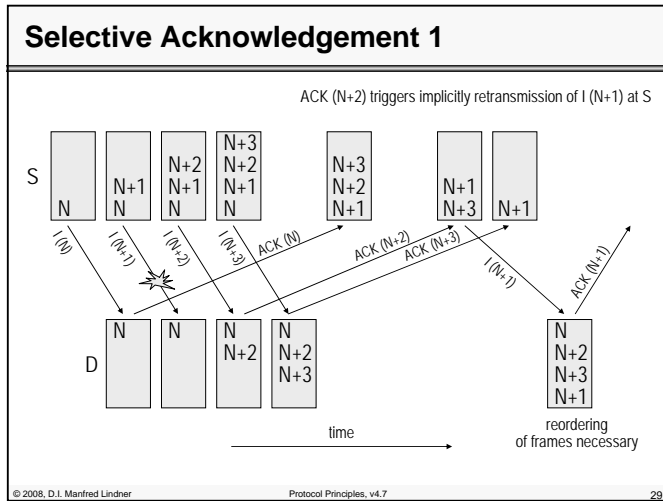 Selective Acknowledgement 1
ACK (N+2) triggers implicitly retransmission of I (N+1) at S
S
N
N+1
N
N+2
N+1
N
N+3
N+2
N+1
N
N+3
N+2
N+1
N+1
N+3
N+1
I (N)
I (N+1)
I (N+2)
I (N+3)
ACK (N)
ACK (N+2)
ACK (N+3)
I (N+1)
ACK (N+1)
D
N
N
N
N+2
N
N+2
N+3
N
N+2
N+3
N+1
time
reordering
of frames necessary
© 2008, D.I. Manfred Lindner
Protocol Principles, v4.7
29